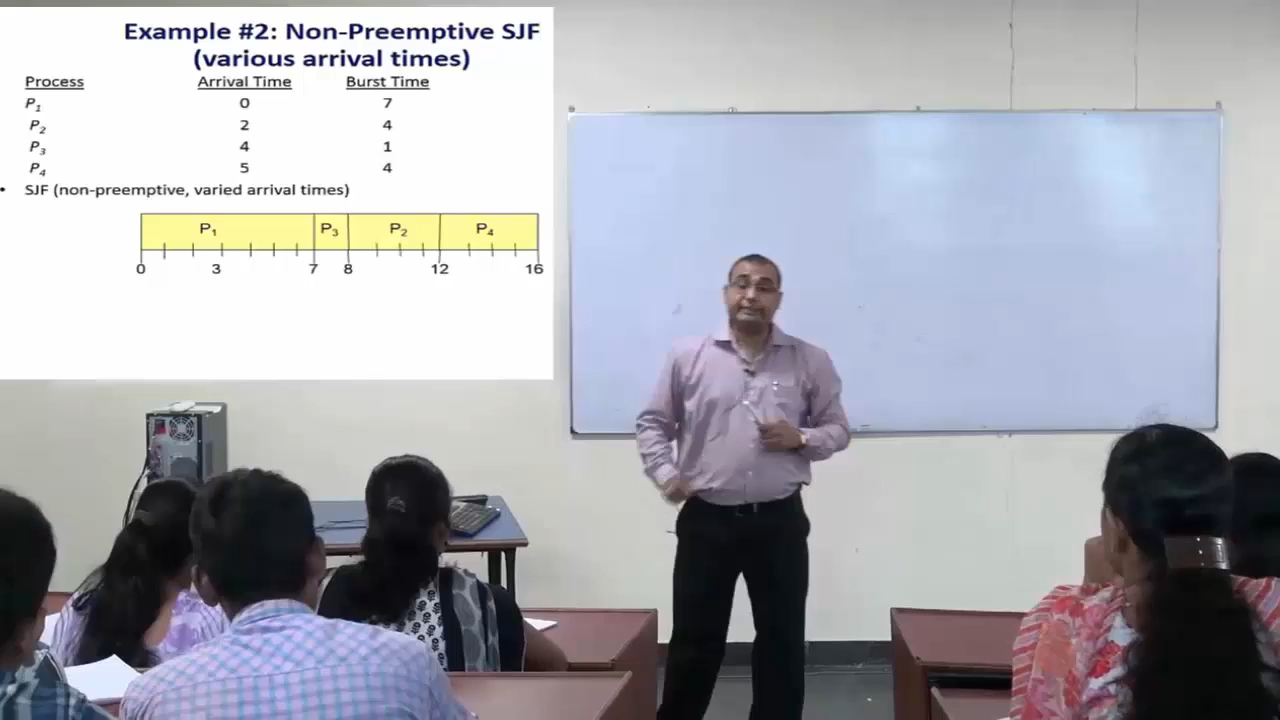 Example #2: Non-Preemptive SJF
(various arrival times)
Process Arrival Time Burst Time
P1 0 7
P2 2 4
P3 4 1
P4 5 4
• SJF (non-preemptive, varied arrival times)
P1 P3 P2 P4
0 3 7 8 12 16